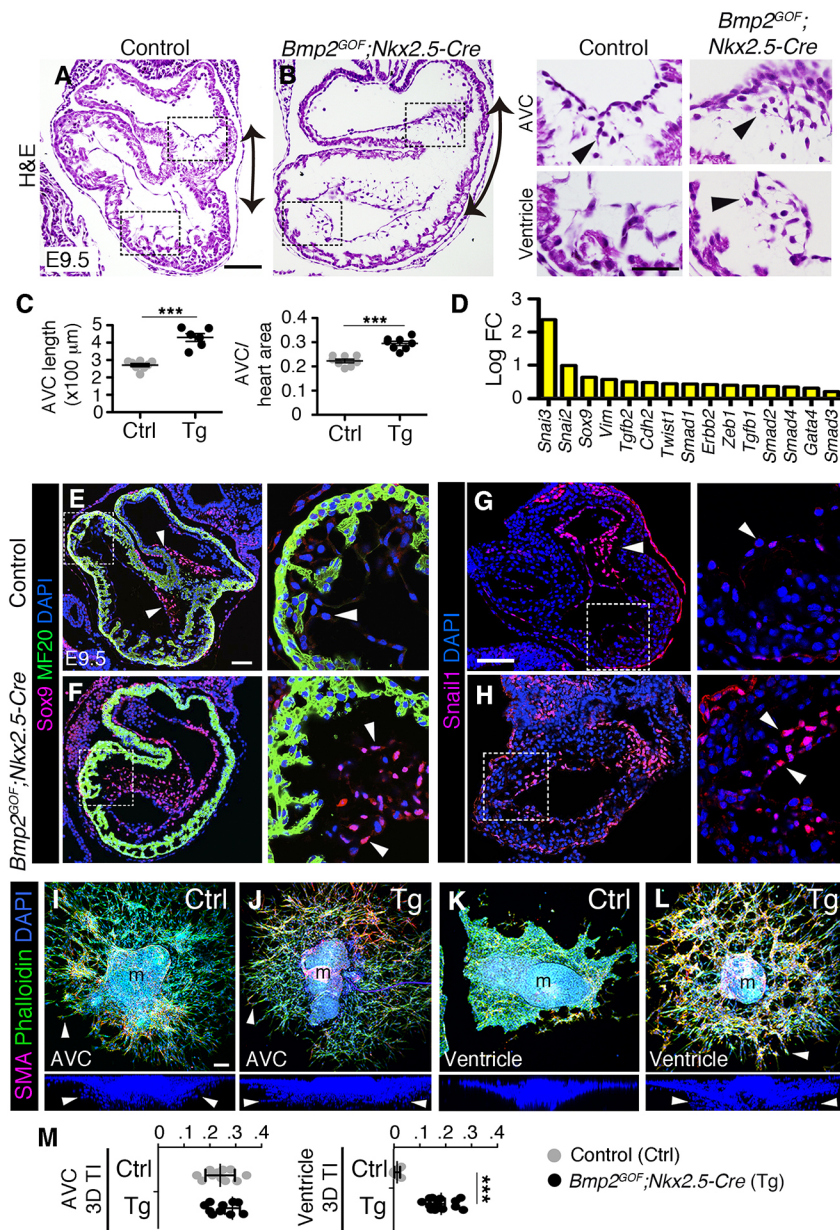 Control
Bmp2GOF;Nkx2.5-Cre
Control
Bmp2GOF;
Nkx2.5-Cre
H&E
A
B
E9.5
AVC
Ventricle
C
AVC length
(x100 μm)
5
4
3
2
1
0
***
Ctrl
Tg
AVC/
heart area
0.4
0.3
0.2
0.1
0
***
Ctrl
Tg
D
Log FC
3
2
1
0
Snai3
Snai2
Sox9
Vim
Tgfb2
Cdh2
Twist1
Smad1
Erbb2
Zeb1
Tgfb1
Smad2
Smad4
Gata4
Smad3
Control
Bmp2GOF;Nkx2.5-Cre
Sox9 MF20 DAPI
E
E9.5
F
Snail1 DAPI
G
H
SMA Phalloidin DAPI
I
Ctrl
m
AVC
J
Tg
m
AVC
K
Ctrl
m
Ventricle
L
Tg
m
Ventricle
M
0 .1 .2 .3 .4
AVC
3D TI
Ctrl
Tg
0 .1 .2 .3 .4
Ventricle
3D TI
Ctrl
Tg
***
Control (Ctrl)
Bmp2GOF;Nkx2.5-Cre (Tg)